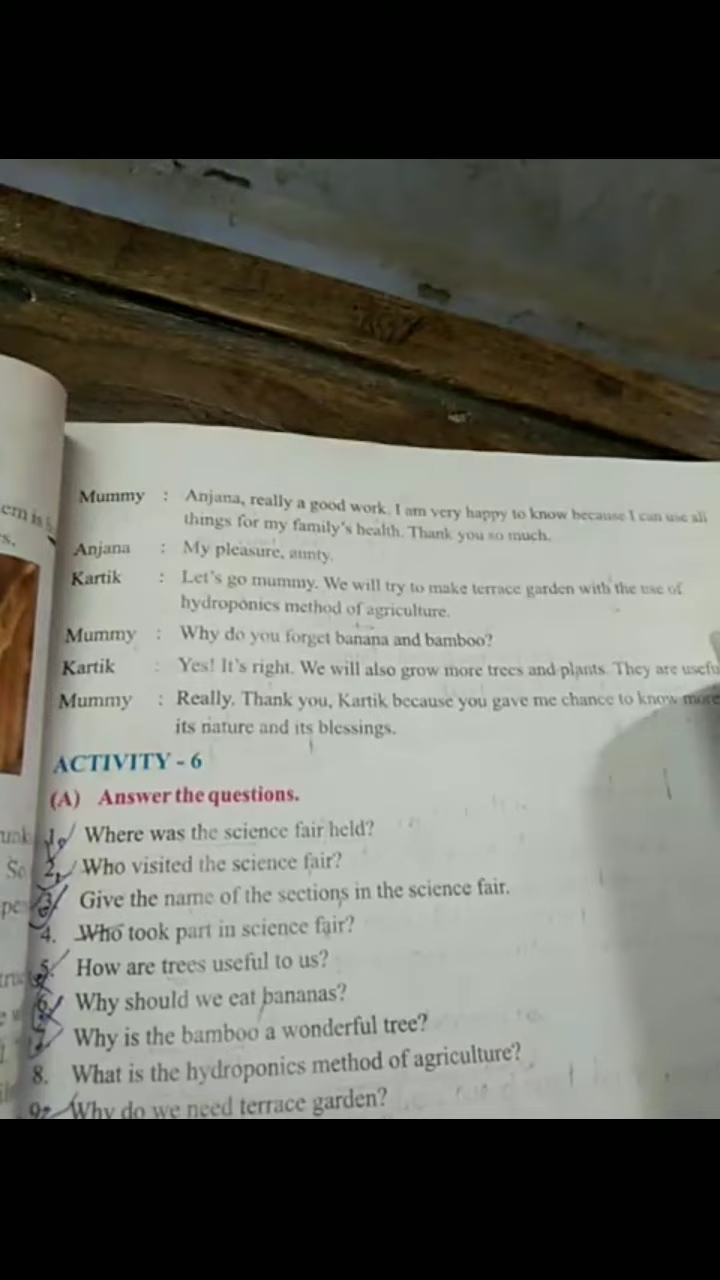 Mummy : Anjana, really a good work. I am very happy to know because I can use all
things for my family's health. Thank you so much.
Anjana : My pleasure, aunty.
Kartik : Let's go mummy. We will try to make terrace garden with the use of
hydroponics method of agriculture.
Mummy : Why do you forget banana and bamboo?
Kartik : Yes! It's right. We will also grow more trees and plants. They are usefu
Mummy : Really. Thank you, Kartik because you gave me chance to know more
its nature and its blessings.
ACTIVITY - 6
(A) Answer the questions.
1. Where was the science fair held?
2. Who visited the science fair?
3. Give the name of the sections in the science fair.
4. Who took part in science fair?
5. How are trees useful to us?
6. Why should we eat bananas?
Why is the bamboo a wonderful tree?
8. What is the hydroponics method of agriculture?
9. Why do we need terrace garden?